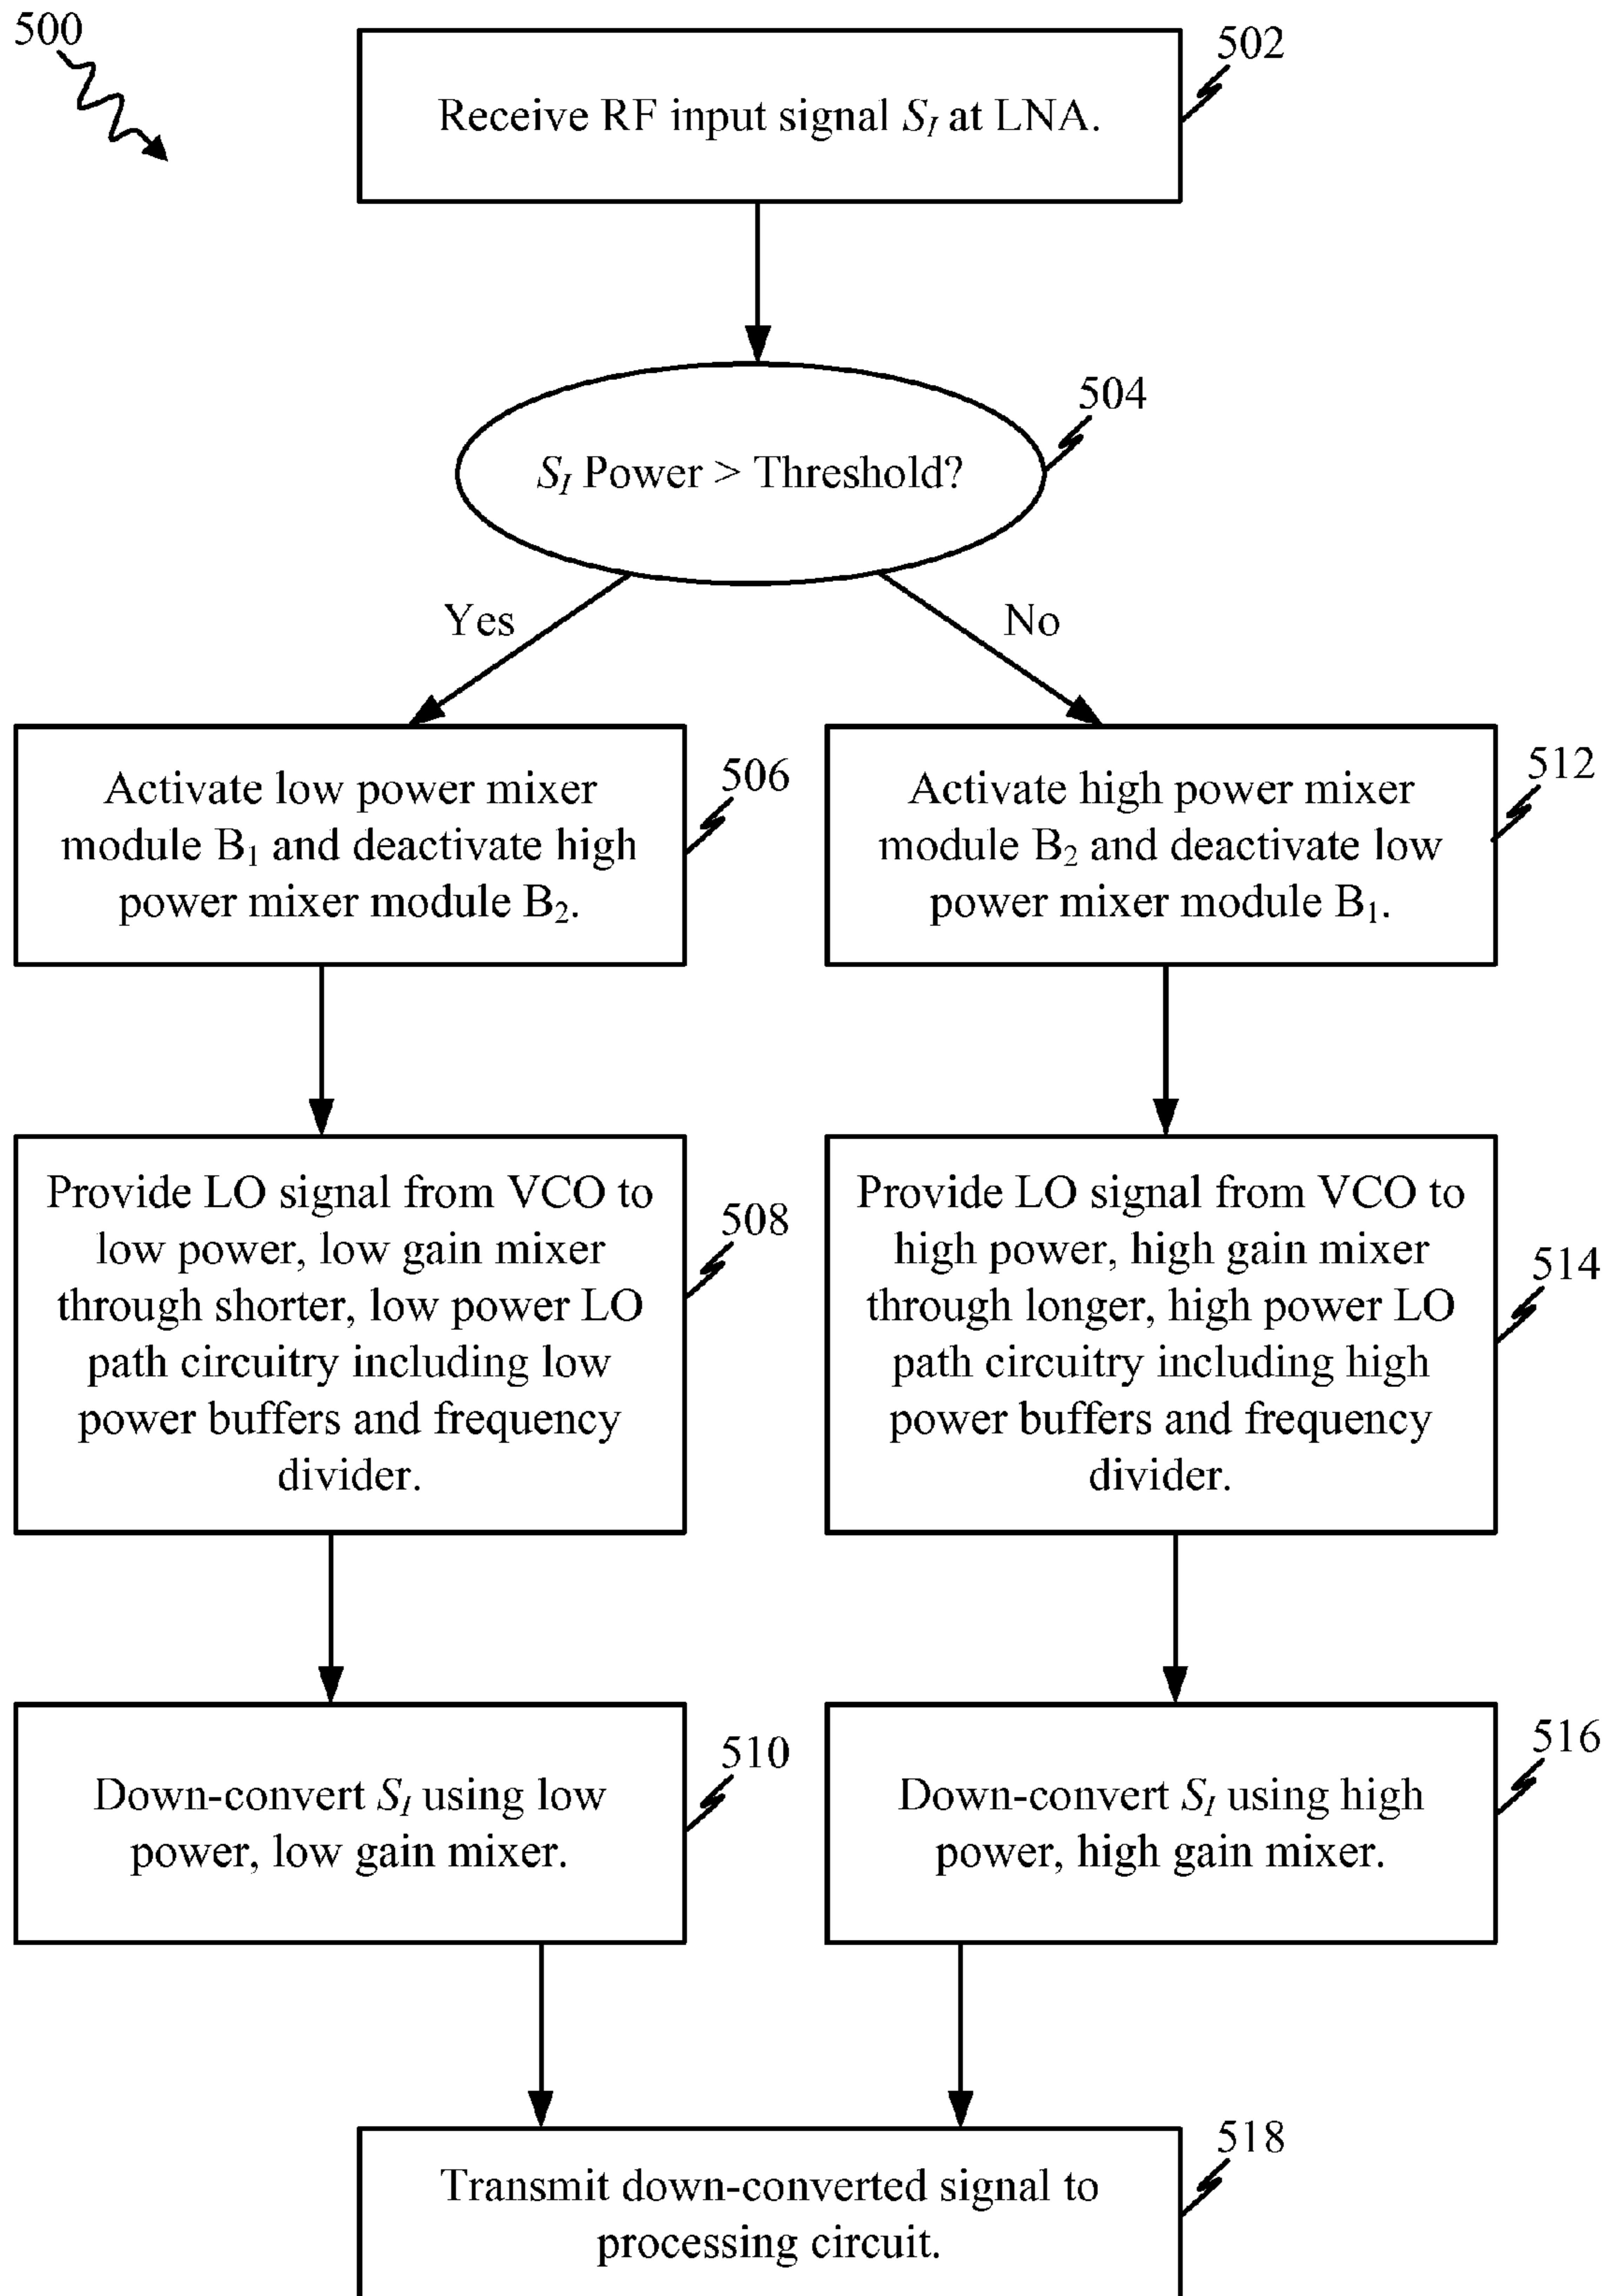 500
502
Receive RF input signal S_I at LNA.
504
S_I Power > Threshold?
Yes
No
506
Activate low power mixer
module B₁ and deactivate high
power mixer module B₂.
512
Activate high power mixer
module B₂ and deactivate low
power mixer module B₁.
508
Provide LO signal from VCO to
low power, low gain mixer
through shorter, low power LO
path circuitry including low
power buffers and frequency
divider.
514
Provide LO signal from VCO to
high power, high gain mixer
through longer, high power LO
path circuitry including high
power buffers and frequency
divider.
510
Down-convert S_I using low
power, low gain mixer.
516
Down-convert S_I using high
power, high gain mixer.
518
Transmit down-converted signal to
processing circuit.